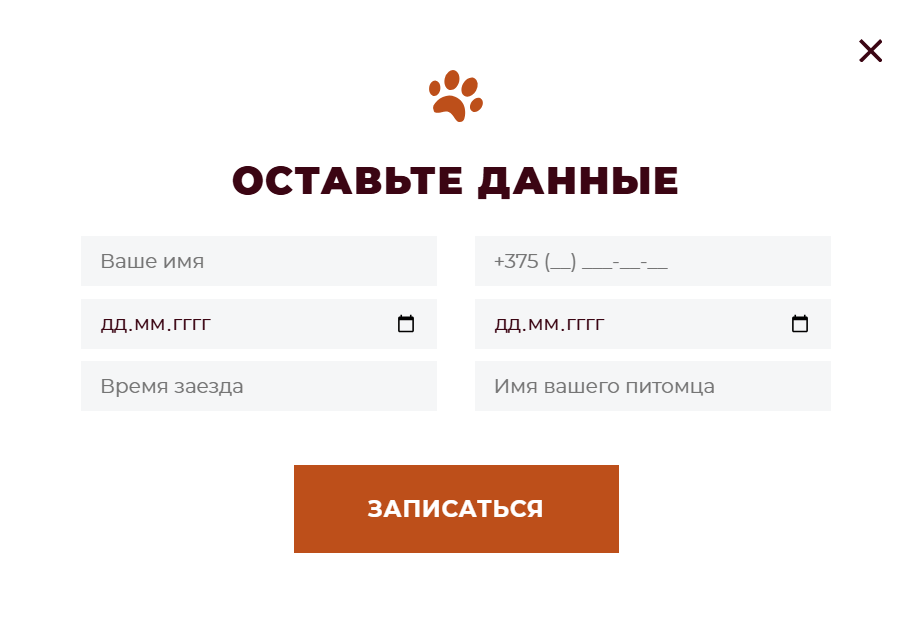 ОСТАВЬТЕ ДАННЫЕ
Ваше имя
+375 (__) ___-__-__
дд.мм.гггг
дд.мм.гггг
Время заезда
Имя вашего питомца
ЗАПИСАТЬСЯ